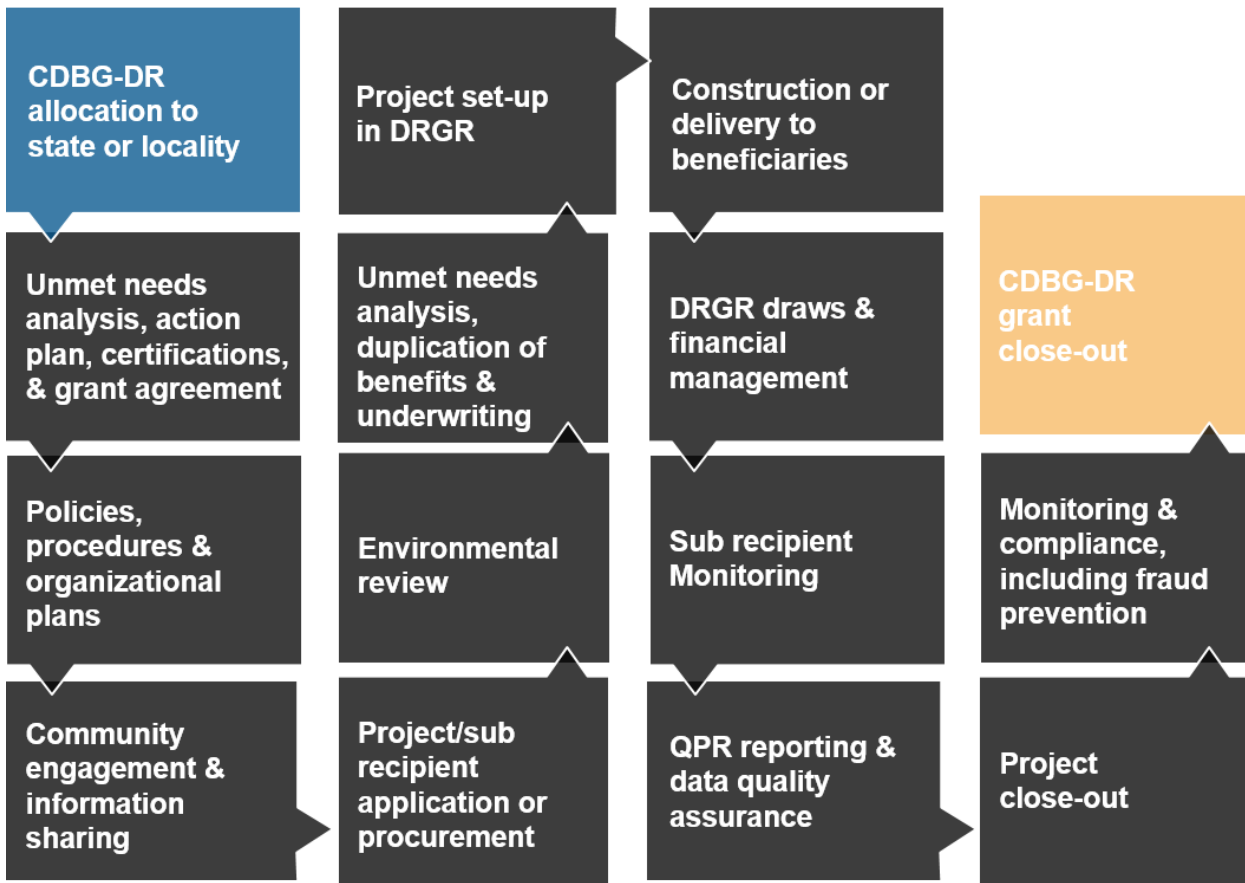 CDBG-DR
allocation to
state or locality
Unmet needs
analysis, action
plan, certifications,
& grant agreement
Policies,
procedures &
organizational
plans
Community
engagement &
information
sharing
Project/sub
recipient
application or
procurement
Environmental
review
Unmet needs
analysis,
duplication of
benefits &
underwriting
Project set-up
in DRGR
Construction or
delivery to
beneficiaries
DRGR draws &
financial
management
Sub recipient
Monitoring
QPR reporting &
data quality
assurance
Project
close-out
Monitoring &
compliance,
including fraud
prevention
CDBG-DR
grant
close-out